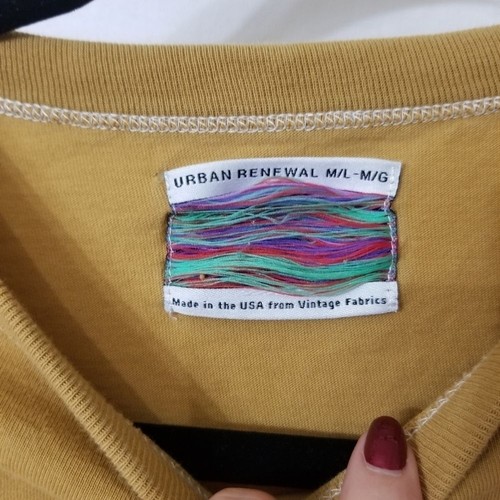 URBAN RENEWAL M/L-M/G
Made in the USA from Vintage Fabrics